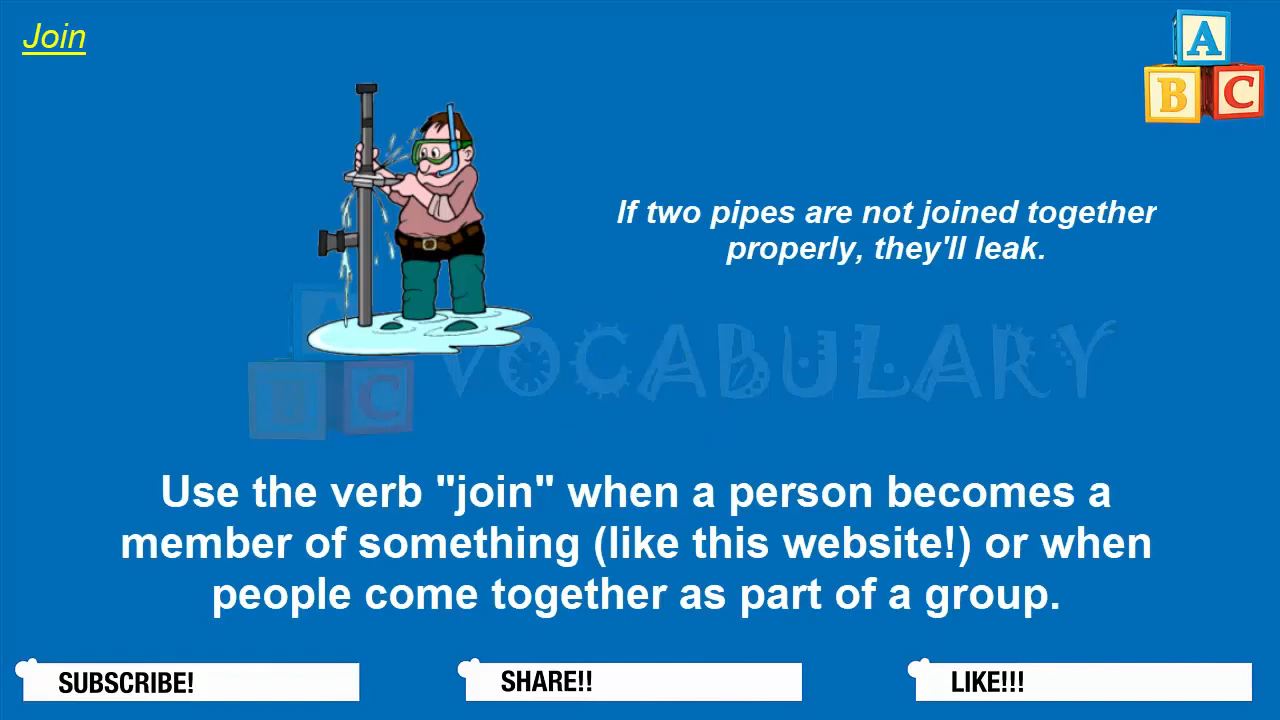 Join
A
B C
If two pipes are not joined together
properly, they'll leak.
A
B C
VOCABULARY
Use the verb "join" when a person becomes a
member of something (like this website!) or when
people come together as part of a group.
SUBSCRIBE!
SHARE!!
LIKE!!!